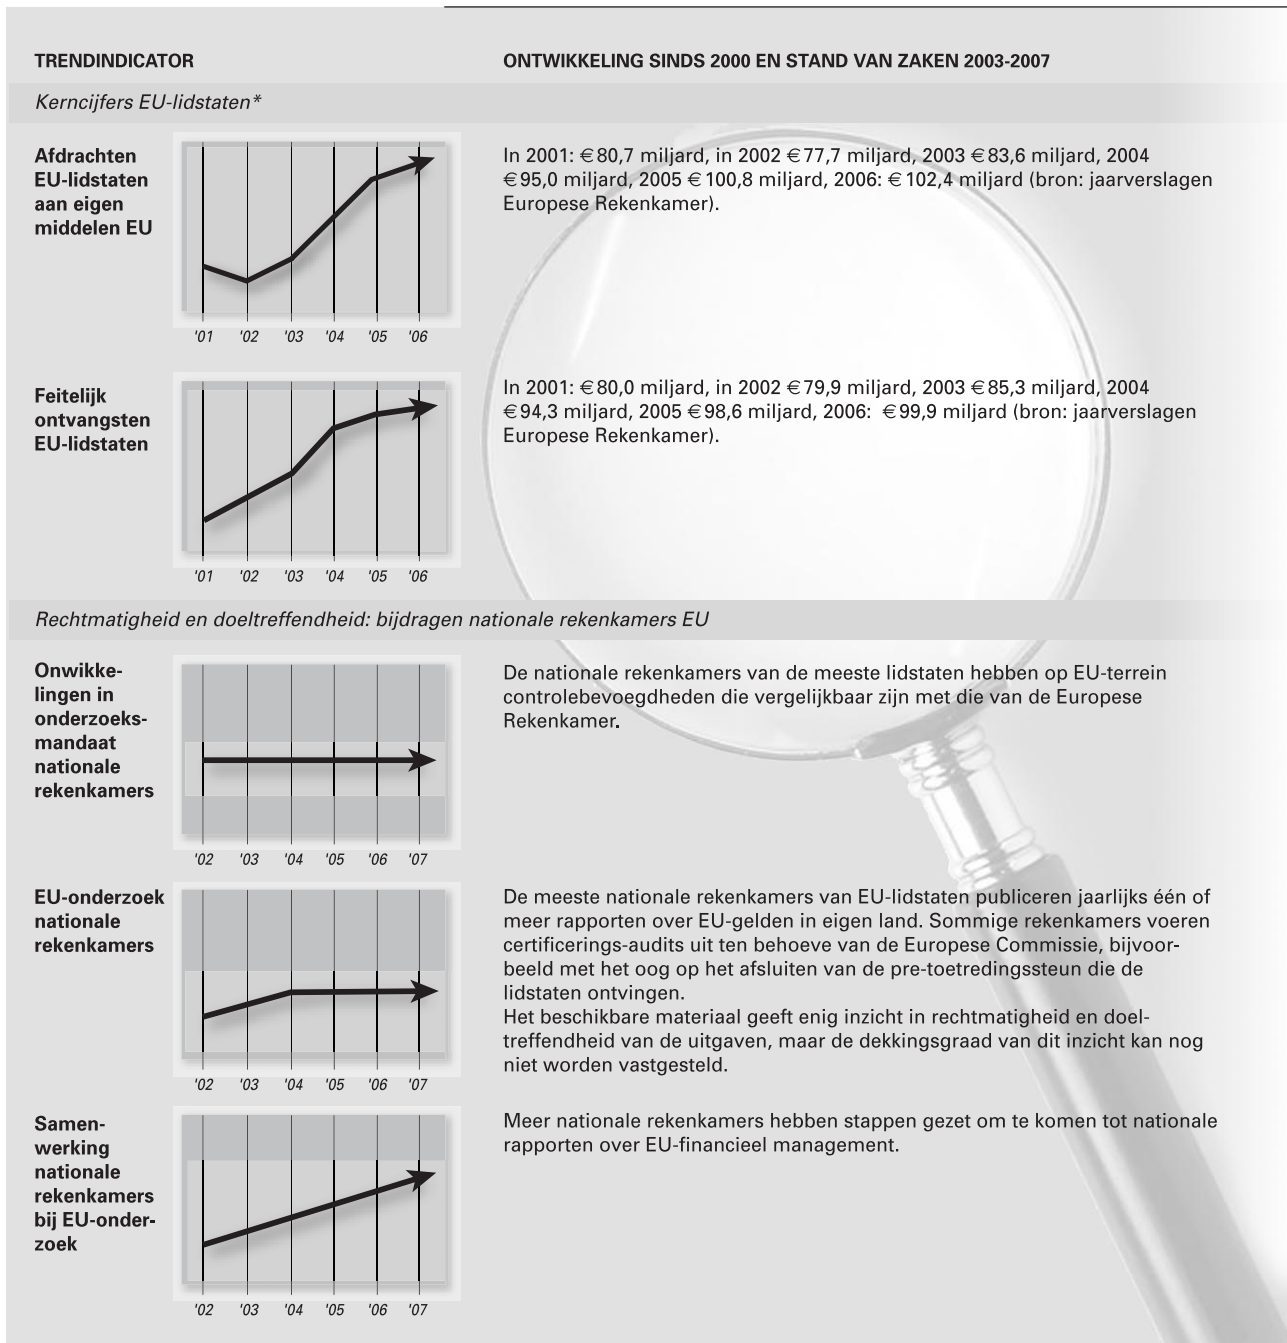 TRENDINDICATOR
ONTWIKKELING SINDS 2000 EN STAND VAN ZAKEN 2003-2007
Kerncijfers EU-lidstaten*
Afdrachten
EU-lidstaten
aan eigen
middelen EU
'01 '02 '03 '04 '05 '06
In 2001: €80,7 miljard, in 2002 €77,7 miljard, 2003 €83,6 miljard, 2004
€95,0 miljard, 2005 €100,8 miljard, 2006: €102,4 miljard (bron: jaarverslagen
Europese Rekenkamer).
Feitelijk
ontvangsten
EU-lidstaten
'01 '02 '03 '04 '05 '06
In 2001: €80,0 miljard, in 2002 €79,9 miljard, 2003 €85,3 miljard, 2004
€94,3 miljard, 2005 €98,6 miljard, 2006: €99,9 miljard (bron: jaarverslagen
Europese Rekenkamer).
Rechtmatigheid en doeltreffendheid: bijdragen nationale rekenkamers EU
Onwikke-
lingen in
onderzoeks-
mandaat
nationale
rekenkamers
'02 '03 '04 '05 '06 '07
De nationale rekenkamers van de meeste lidstaten hebben op EU-terrein
controlebevoegdheden die vergelijkbaar zijn met die van de Europese
Rekenkamer.
EU-onderzoek
nationale
rekenkamers
'02 '03 '04 '05 '06 '07
De meeste nationale rekenkamers van EU-lidstaten publiceren jaarlijks één of
meer rapporten over EU-gelden in eigen land. Sommige rekenkamers voeren
certificerings-audits uit ten behoeve van de Europese Commissie, bijvoor-
beeld met het oog op het afsluiten van de pre-toetredingssteun die de
lidstaten ontvingen.
Het beschikbare materiaal geeft enig inzicht in rechtmatigheid en doel-
treffendheid van de uitgaven, maar de dekkingsgraad van dit inzicht kan nog
niet worden vastgesteld.
Samen-
werking
nationale
rekenkamers
bij EU-onder-
zoek
'02 '03 '04 '05 '06 '07
Meer nationale rekenkamers hebben stappen gezet om te komen tot nationale
rapporten over EU-financieel management.